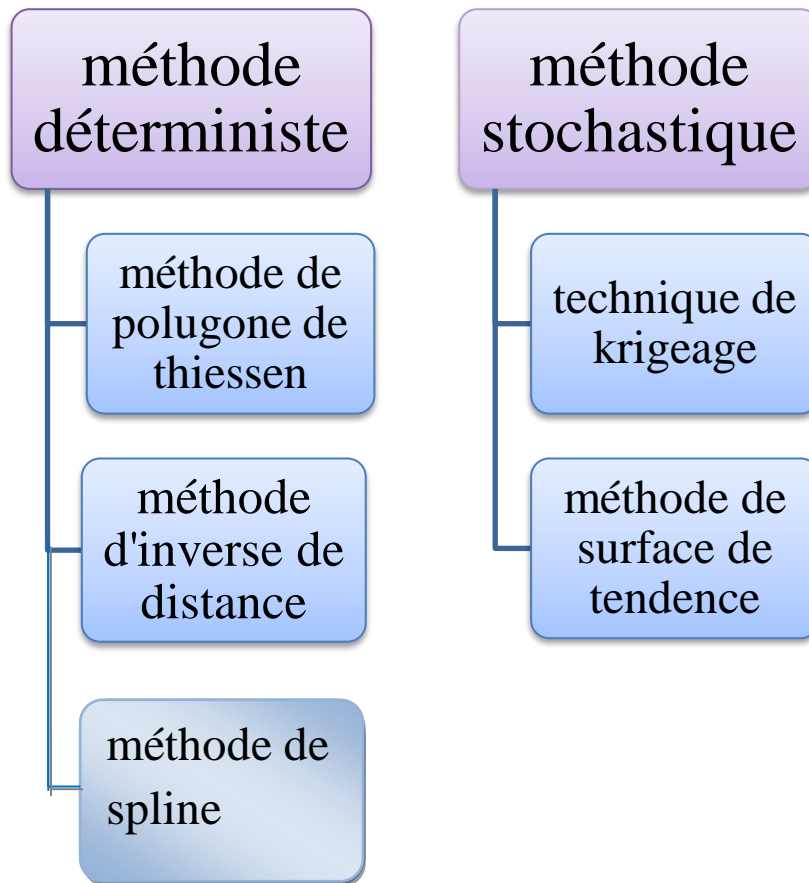 méthode
déterministe
méthode de
polugone de
thiessen
méthode
d'inverse de
distance
méthode de
spline
méthode
stochastique
technique de
krigeage
méthode de
surface de
tendence